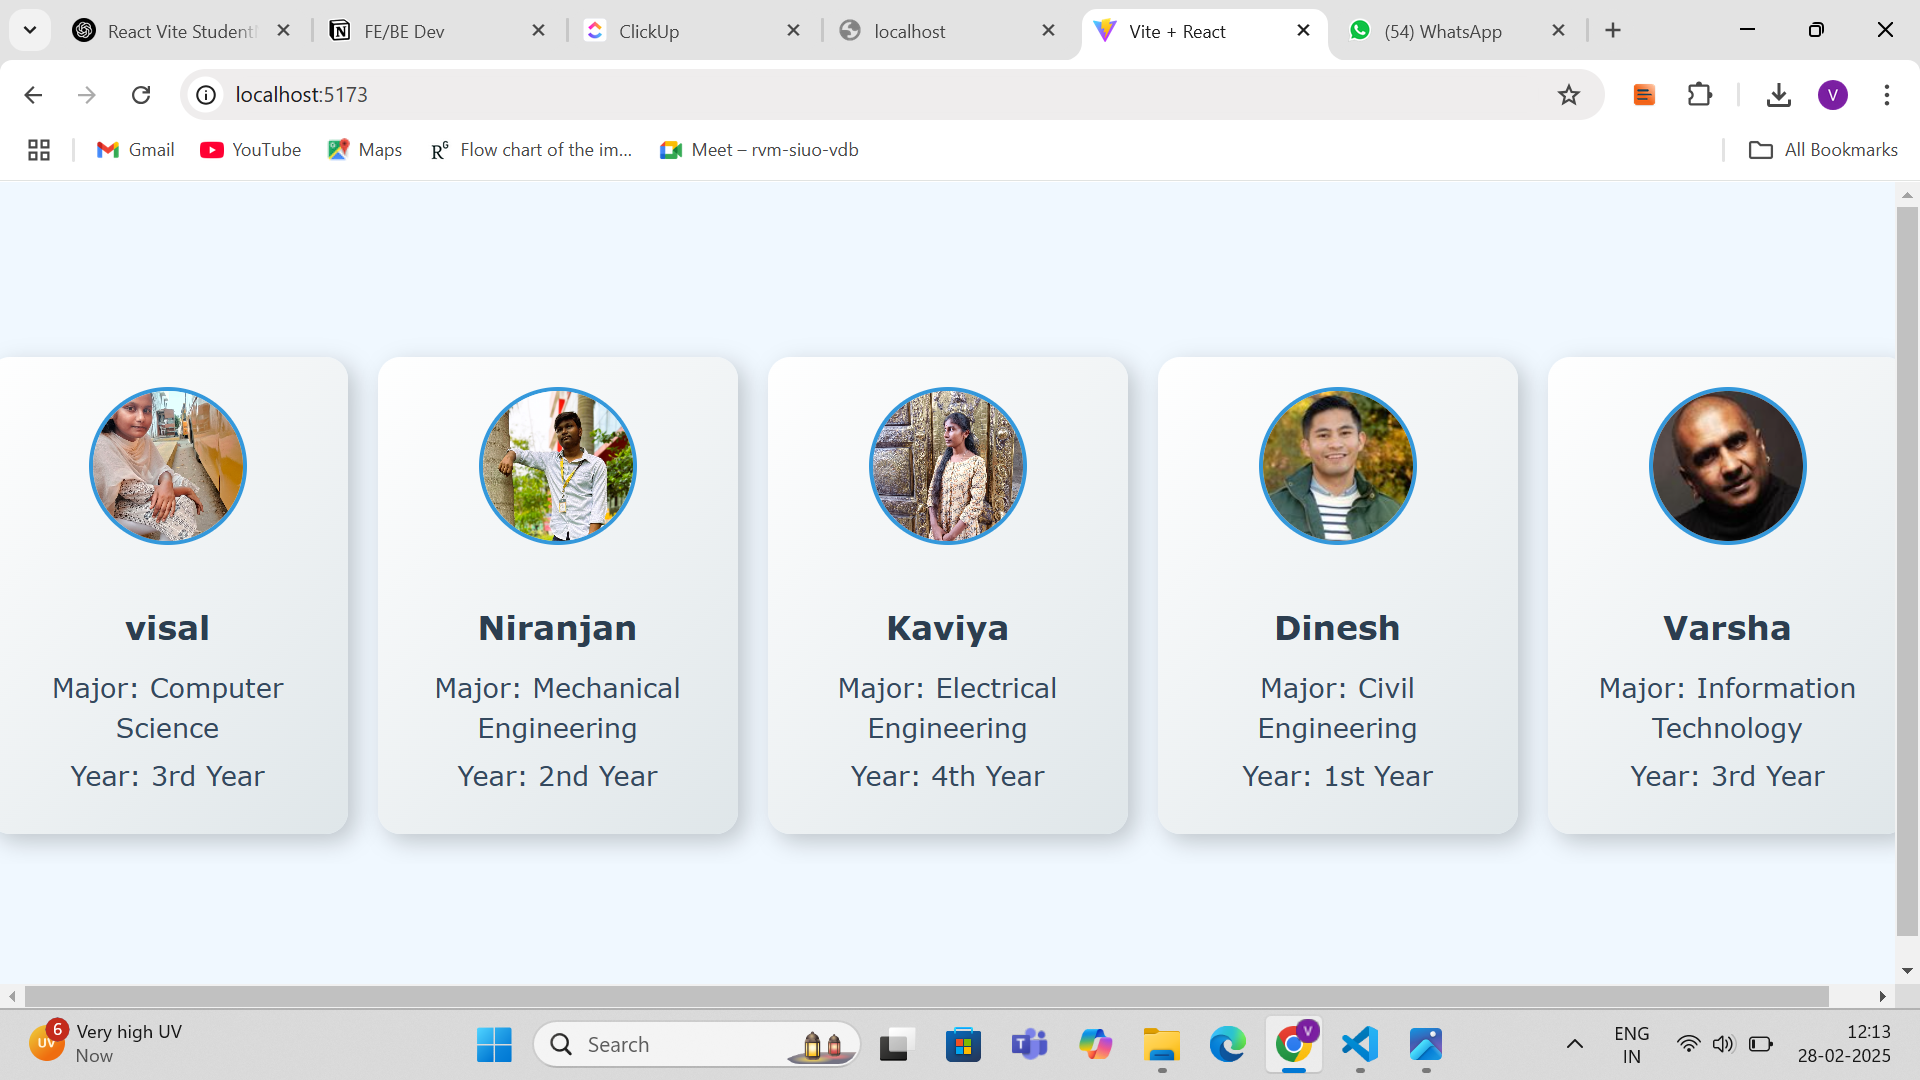 React Vite Student
FE/BE Dev
ClickUp
localhost
Vite + React
(54) WhatsApp
localhost:5173
V
Gmail
YouTube
Maps
RG
Flow chart of the im...
Meet – rvm-siuo-vdb
All Bookmarks
visal
Major: Computer
Science
Year: 3rd Year
Niranjan
Major: Mechanical
Engineering
Year: 2nd Year
Kaviya
Major: Electrical
Engineering
Year: 4th Year
Dinesh
Major: Civil
Engineering
Year: 1st Year
Varsha
Major: Information
Technology
Year: 3rd Year
UV
6
Very high UV
Now
Search
T
V
ENG
IN
12:13
28-02-2025